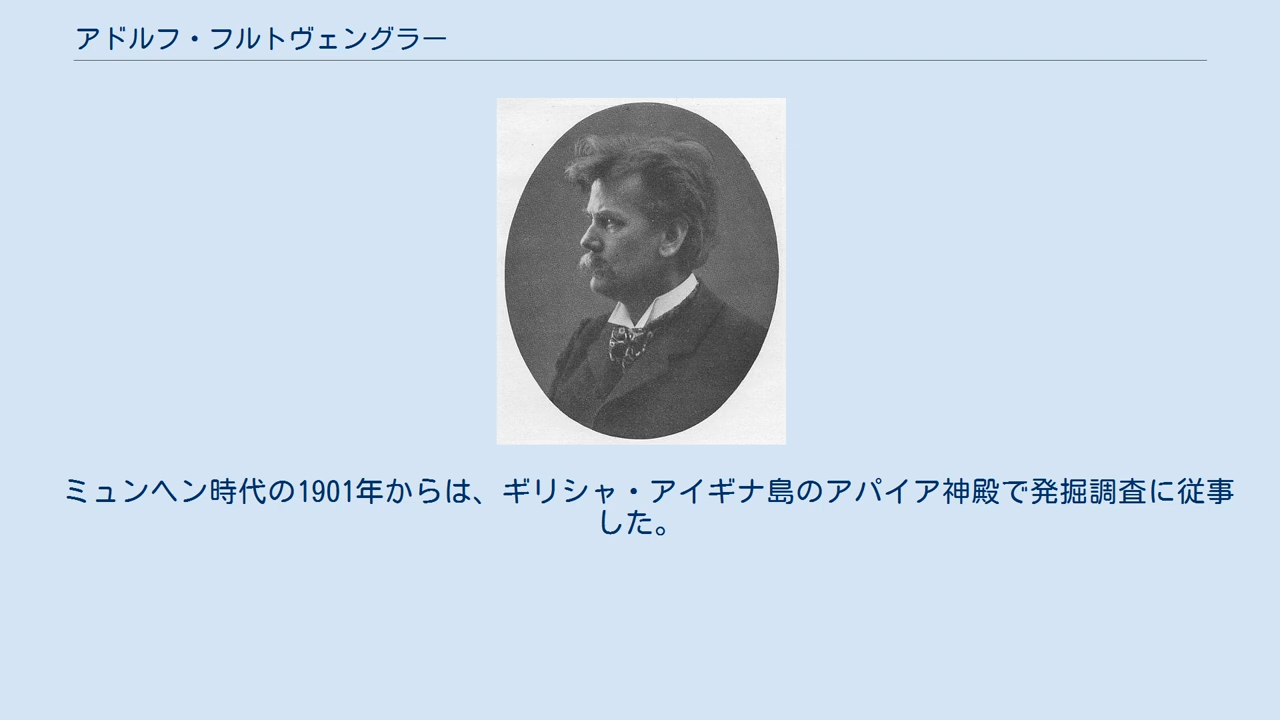 アドルフ・フルトヴェングラー
ミュンヘン時代の1901年からは、ギリシャ・アイギナ島のアパイア神殿で発掘調査に従事
した。